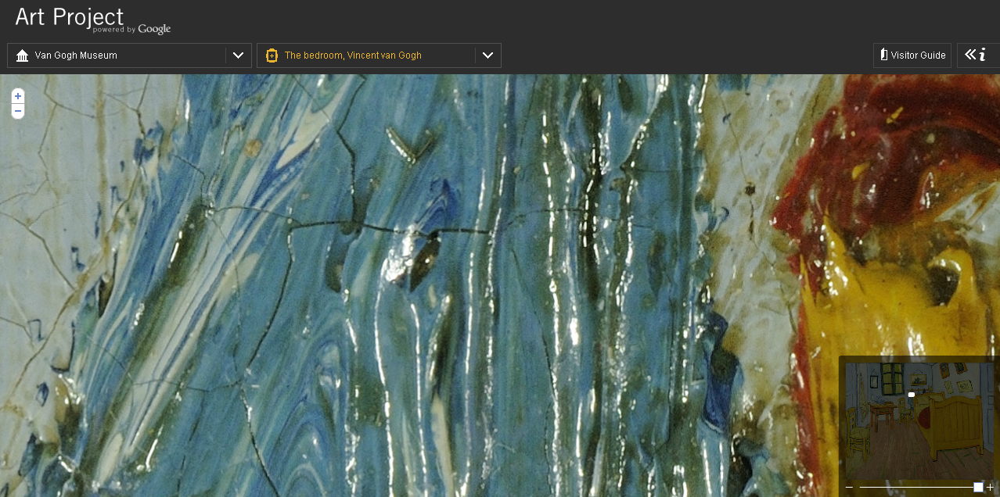 Art Project
powered by Google
Van Gogh Museum
The bedroom, Vincent van Gogh
Visitor Guide